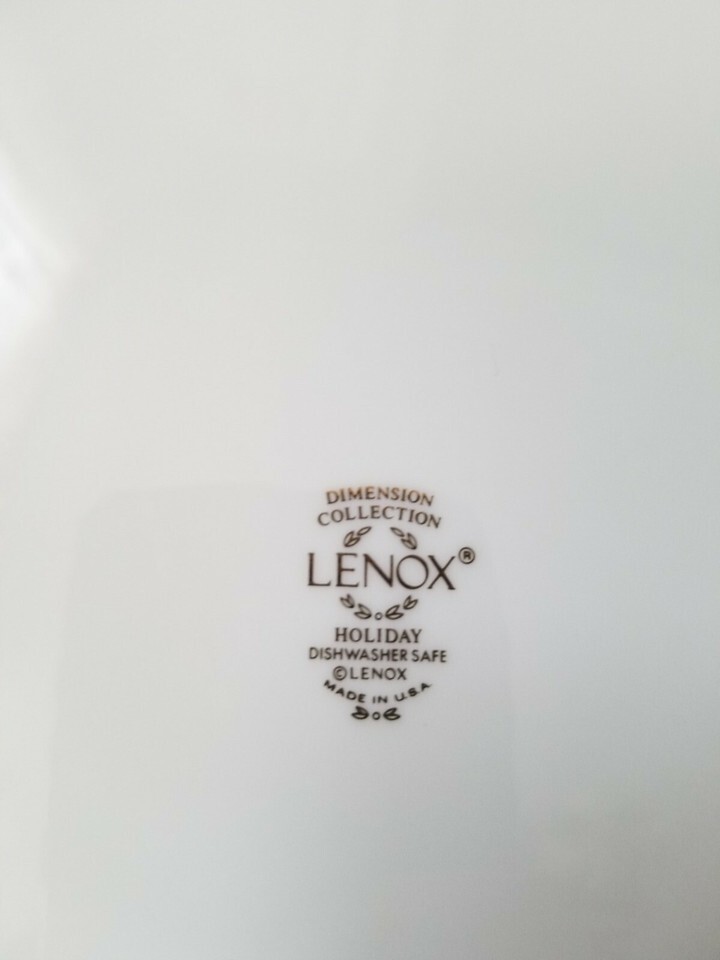 DIMENSION
COLLECTION
LENOX®
HOLIDAY
DISHWASHER SAFE
©LENOX
MADE IN U.S.A.